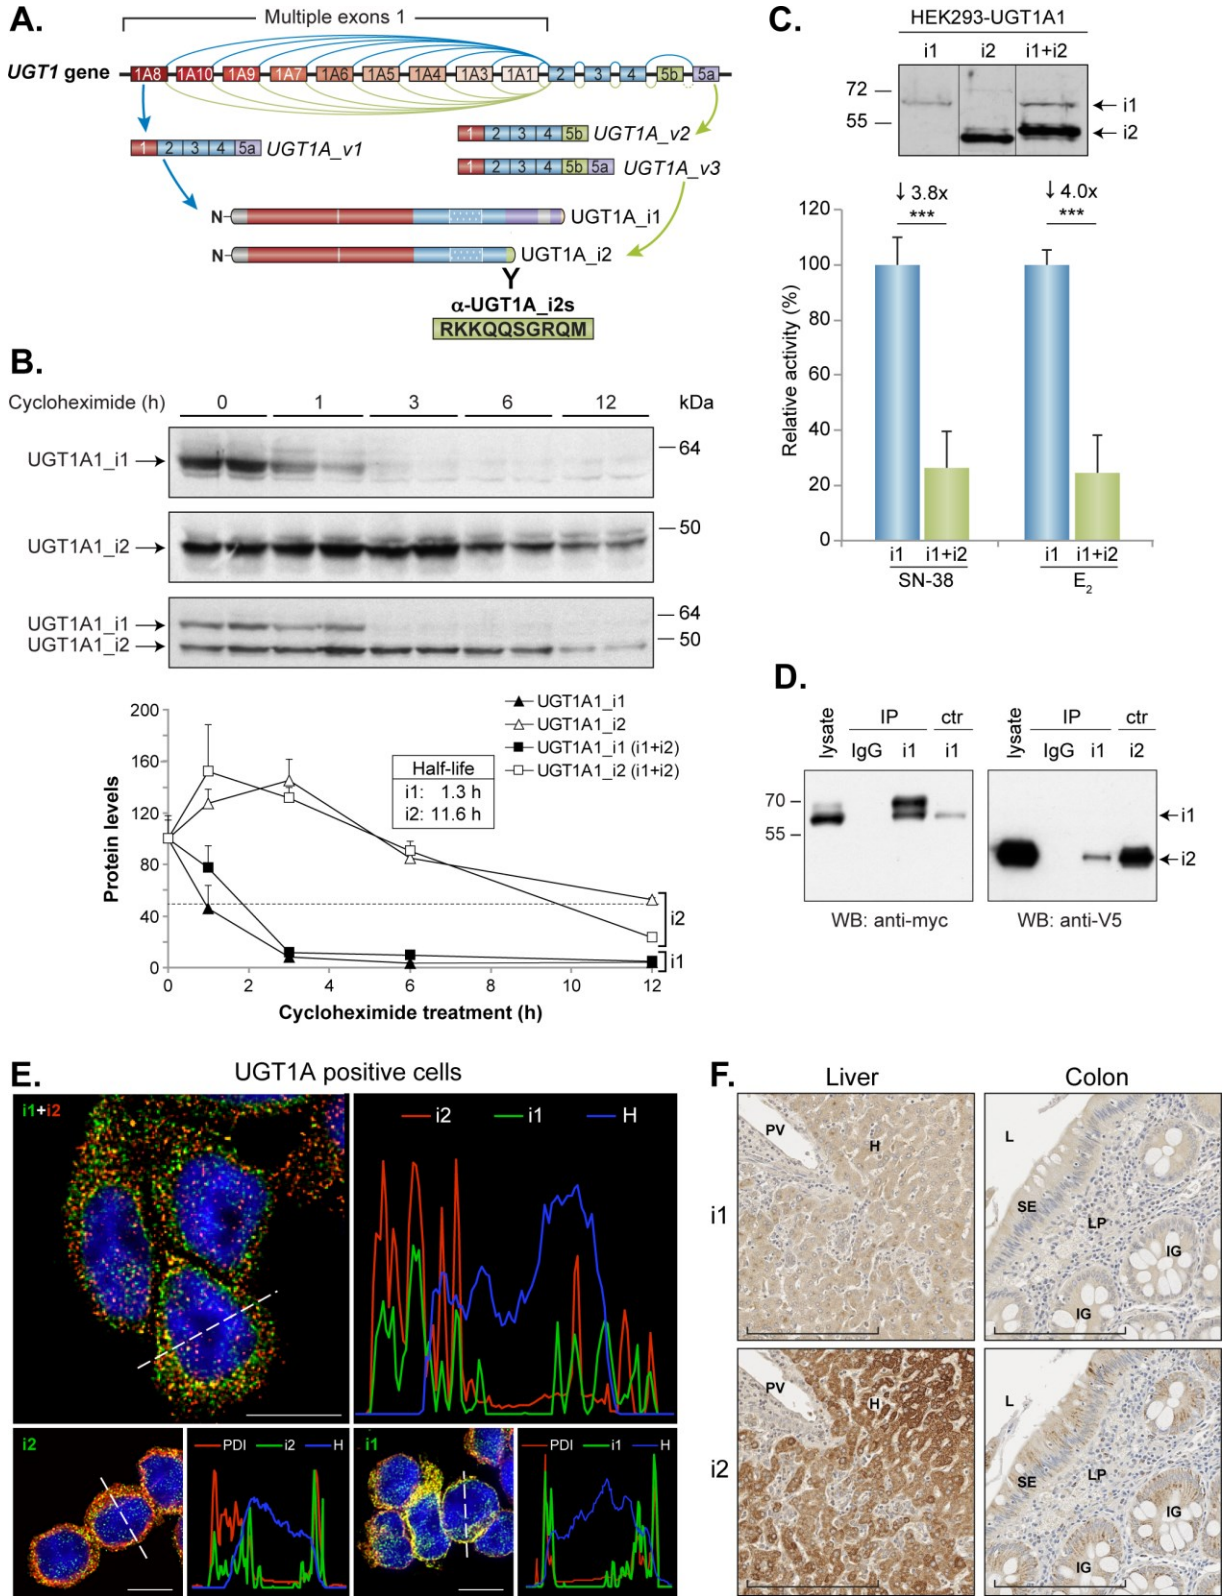 A.
Multiple exons 1
UGT1 gene
1A8 1A10 1A9 1A7 1A6 1A5 1A4 1A3 1A1 2 3 4 5b 5a
1 2 3 4 5a UGT1A_v1
1 2 3 4 5b UGT1A_v2
1 2 3 4 5b 5a UGT1A_v3
N- UGT1A_i1
N- UGT1A_i2
Y
α-UGT1A_i2s
RKKQQSGRQM
B.
Cycloheximide (h) 0 1 3 6 12 kDa
UGT1A1_i1 64
UGT1A1_i2 50
UGT1A1_i1 64
UGT1A1_i2 50
UGT1A1_i1
UGT1A1_i2
UGT1A1_i1 (i1+i2)
UGT1A1_i2 (i1+i2)
Half-life
i1: 1.3 h
i2: 11.6 h
Protein levels
200
160
120
80
40
0
i2
i1
0 2 4 6 8 10 12
Cycloheximide treatment (h)
C.
HEK293-UGT1A1
i1 i2 i1+i2
72
55
i1
i2
↓ 3.8x ↓ 4.0x
*** ***
Relative activity (%)
120
100
80
60
40
20
0
i1 i1+i2 i1 i1+i2
SN-38 E2
D.
lysate IP ctr lysate IP ctr
IgG i1 i1 IgG i1 i2
70
55
i1
i2
WB: anti-myc WB: anti-V5
E.
UGT1A positive cells
i1+i2
i2 i1 H
i2
PDI i2 H
i1
PDI i1 H
F.
Liver Colon
i1
PV H
L SE LP IG IG
i2
PV H
L SE LP IG IG